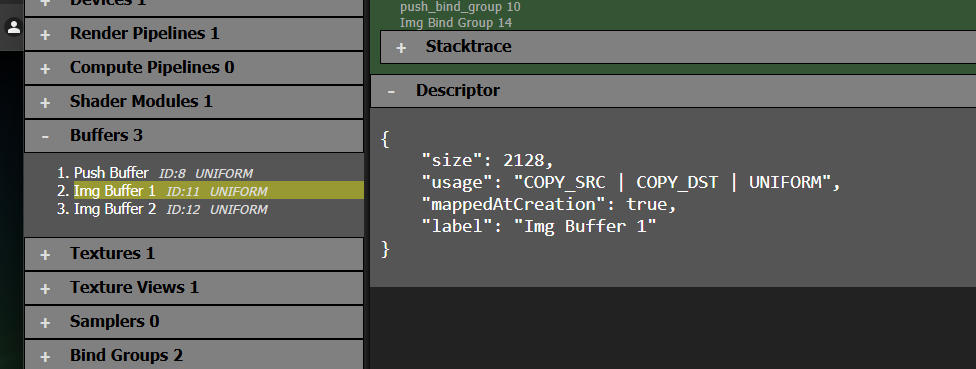 Devices 1
+ Render Pipelines 1
+ Compute Pipelines 0
+ Shader Modules 1
- Buffers 3
1. Push Buffer ID:8 UNIFORM
2. Img Buffer 1 ID:11 UNIFORM
3. Img Buffer 2 ID:12 UNIFORM
+ Textures 1
+ Texture Views 1
+ Samplers 0
+ Bind Groups 2
push_bind_group 10
Img Bind Group 14
+ Stacktrace
- Descriptor
{
"size": 2128,
"usage": "COPY_SRC | COPY_DST | UNIFORM",
"mappedAtCreation": true,
"label": "Img Buffer 1"
}